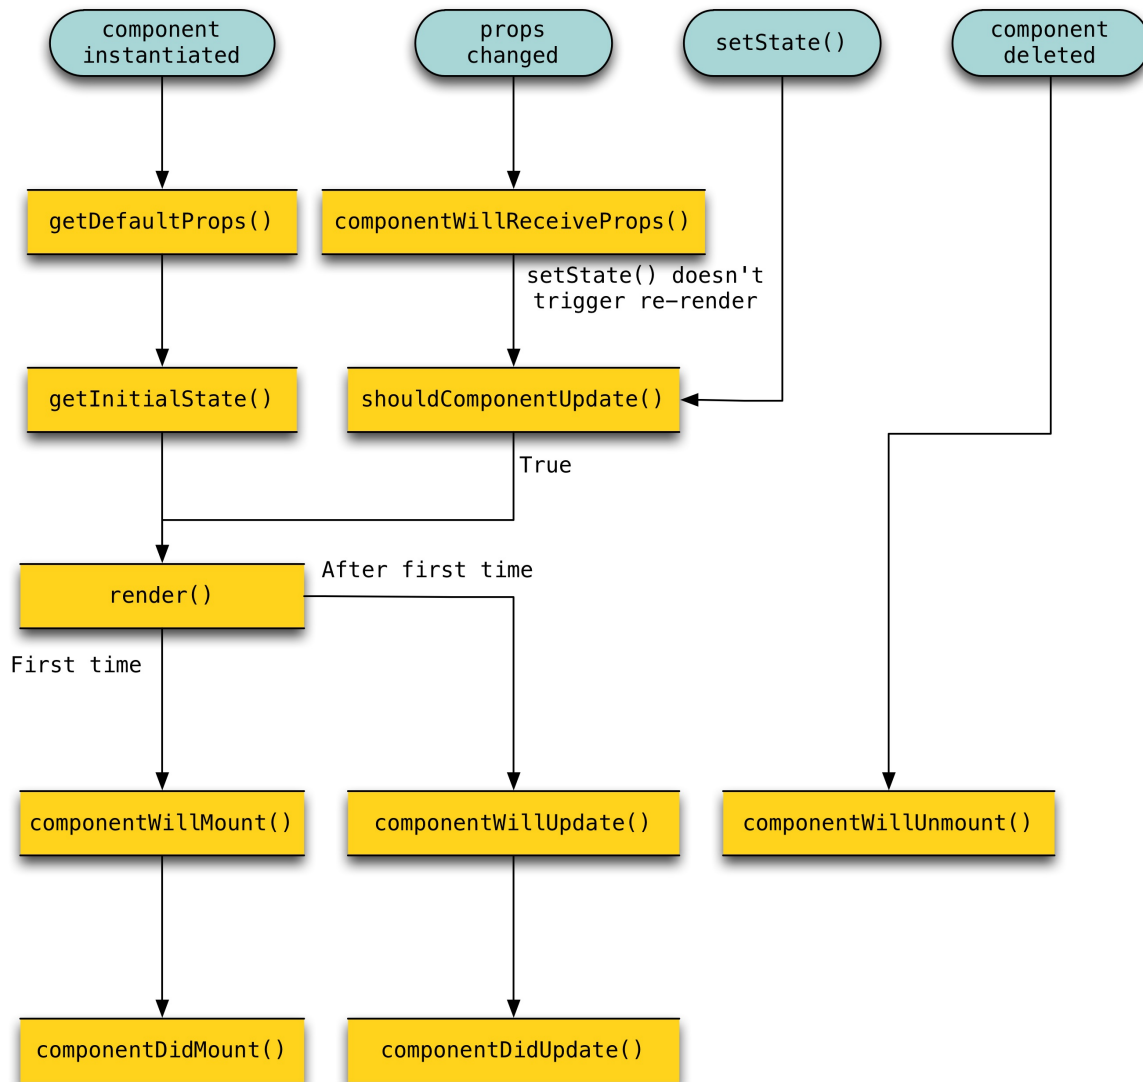 component
instantiated
props
changed
setState()
component
deleted
getDefaultProps()
componentWillReceiveProps()
setState() doesn't
trigger re-render
getInitialState()
shouldComponentUpdate()
True
render()
After first time
First time
componentWillMount()
componentWillUpdate()
componentWillUnmount()
componentDidMount()
componentDidUpdate()